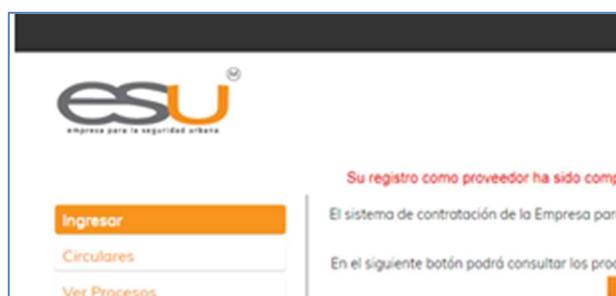 esu
empresa para la seguridad urbana
Su registro como proveedor ha sido comp
Ingresar
El sistema de contratación de la Empresa par
Circulares
En el siguiente botón podrá consultar los proc
Ver Procesos